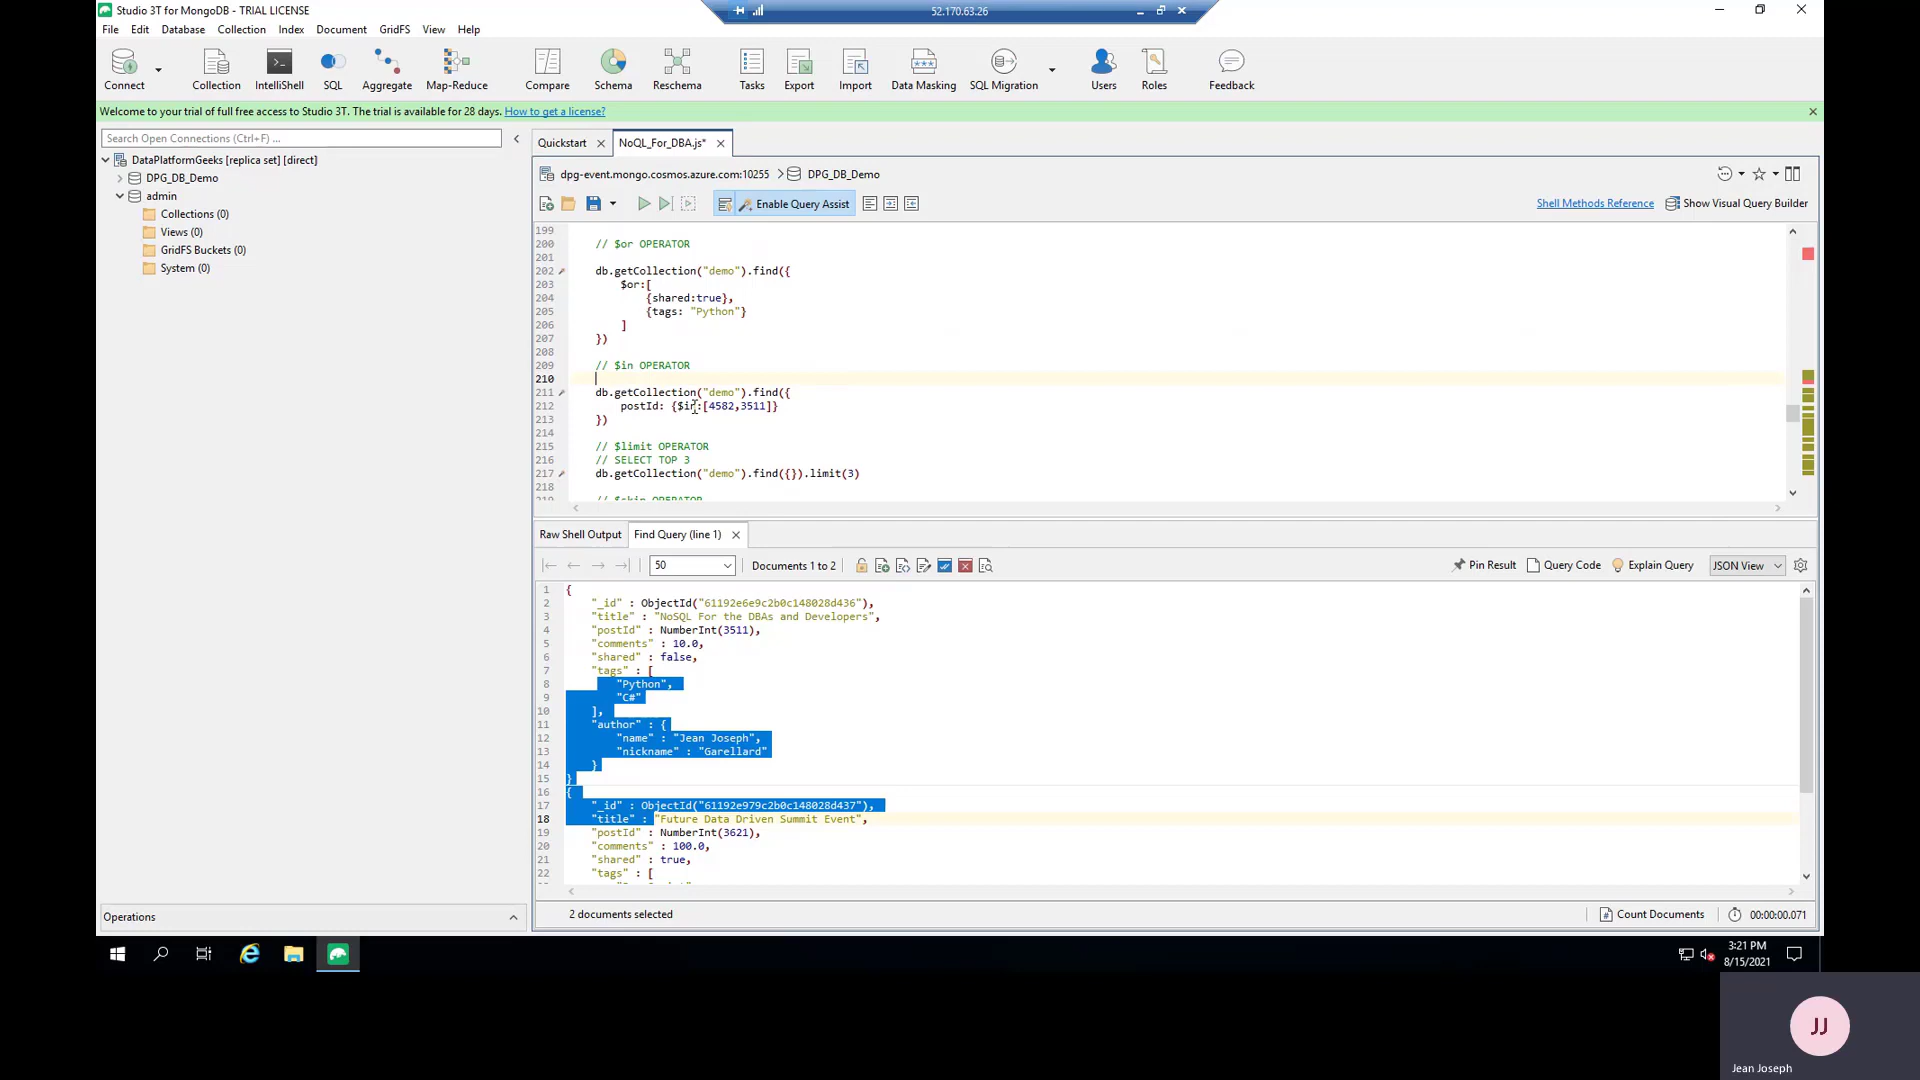 Studio 3T for MongoDB - TRIAL LICENSE
52.170.63.26
File Edit Database Collection Index Document GridFS View Help
Connect Collection IntelliShell SQL Aggregate Map-Reduce Compare Schema Reschema Tasks Export Import Data Masking SQL Migration Users Roles Feedback
Welcome to your trial of full free access to Studio 3T. The trial is available for 28 days. How to get a license?
Search Open Connections (Ctrl+F) ...
DataPlatformGeeks [replica set] [direct]
DPG_DB_Demo
admin
Collections (0)
Views (0)
GridFS Buckets (0)
System (0)
Operations
Quickstart NoQL_For_DBA.js*
dpg-event.mongo.cosmos.azure.com:10255 DPG_DB_Demo
Enable Query Assist Shell Methods Reference Show Visual Query Builder
199
200 // $or OPERATOR
201
202 db.getCollection("demo").find({
203 $or:[
204 {shared:true},
205 {tags: "Python"}
206 ]
207 })
208
209 // $in OPERATOR
210
211 db.getCollection("demo").find({
212 postId: {$in:[4582,3511]}
213 })
214
215 // $limit OPERATOR
216 // SELECT TOP 3
217 db.getCollection("demo").find({}).limit(3)
218
219 // $skip OPERATOR
Raw Shell Output Find Query (line 1)
50 Documents 1 to 2 Pin Result Query Code Explain Query JSON View
1 {
2 "_id" : ObjectId("61192e6e9c2b0c148028d436"),
3 "title" : "NoSQL For the DBAs and Developers",
4 "postId" : NumberInt(3511),
5 "comments" : 10.0,
6 "shared" : false,
7 "tags" : [
8 "Python",
9 "C#"
10 ],
11 "author" : {
12 "name" : "Jean Joseph",
13 "nickname" : "Garellard"
14 }
15 }
16 {
17 "_id" : ObjectId("61192e979c2b0c148028d437"),
18 "title" : "Future Data Driven Summit Event",
19 "postId" : NumberInt(3621),
20 "comments" : 100.0,
21 "shared" : true,
22 "tags" : [
2 documents selected Count Documents 00:00:00.071
3:21 PM
8/15/2021
JJ
Jean Joseph